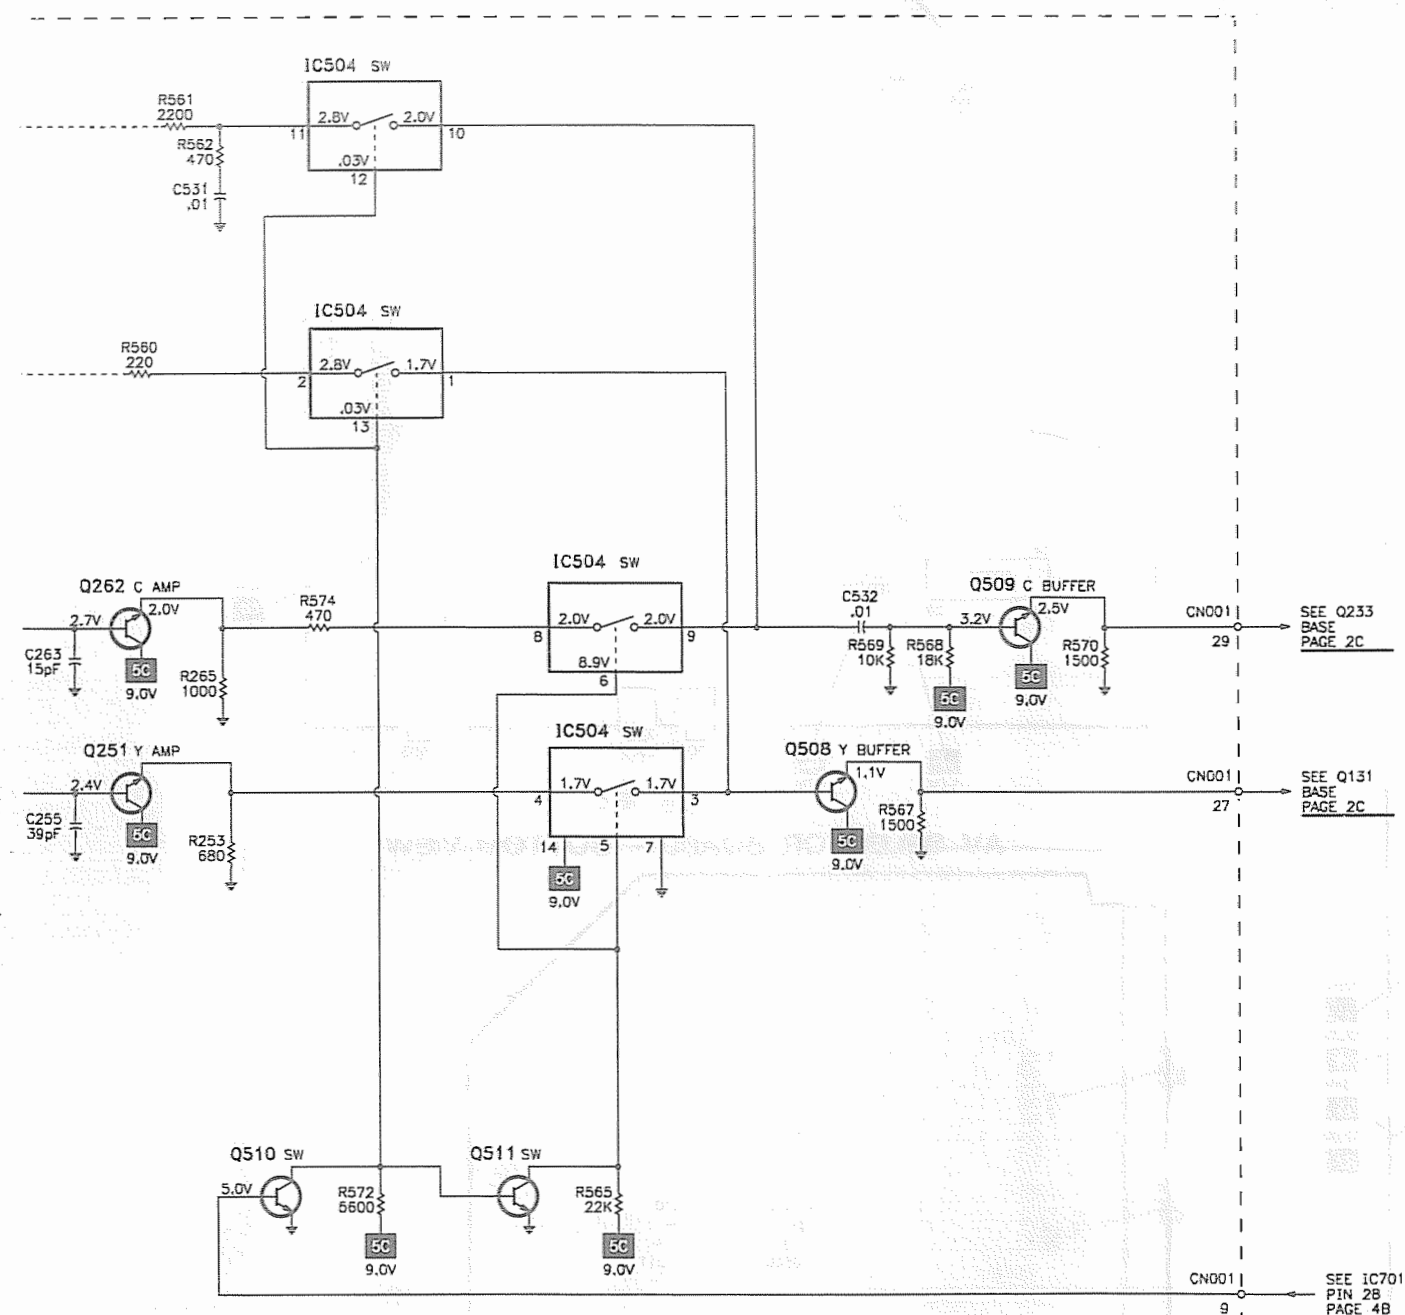 IC504 SW
R561
2200
2.8V
2.0V
11
10
R562
470
.03V
12
C531
.01
IC504 SW
R560
220
2.8V
1.7V
2
1
.03V
13
IC504 SW
Q262 C AMP
2.0V
2.7V
R574
470
2.0V
2.0V
8
9
8.9V
6
C532
.01
Q509 C BUFFER
2.5V
3.2V
CN001
29
SEE Q233
BASE
PAGE 2C
C263
15pF
5C
9.0V
R265
1000
R569
10K
R568
18K
5C
9.0V
5C
9.0V
R570
1500
IC504 SW
Q251 Y AMP
2.4V
1.7V
1.7V
4
3
Q508 Y BUFFER
1.1V
CN001
27
SEE Q131
BASE
PAGE 2C
C255
39pF
5C
9.0V
R253
680
14
5
7
5C
9.0V
R567
1500
5C
9.0V
Q510 SW
5.0V
R572
5600
5C
9.0V
Q511 SW
R565
22K
5C
9.0V
CN001
9
SEE IC701
PIN 28
PAGE 4B